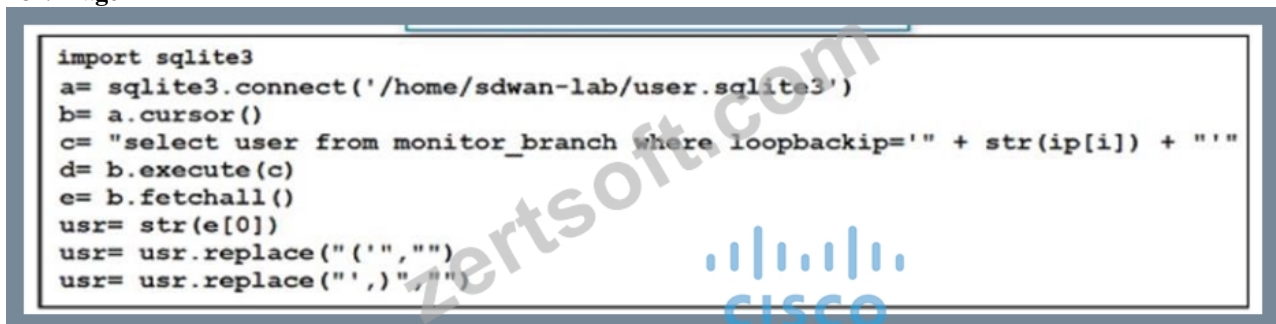 import sqlite3
a= sqlite3.connect('/home/sdwan-lab/user.sqlite3')
b= a.cursor()
c= "select user from monitor_branch where loopbackip='" + str(ip[i]) + "'"
d= b.execute(c)
e= b.fetchall()
usr= str(e[0])
usr= usr.replace("('","")
usr= usr.replace("',)","")
zertsoft.com
CISCO